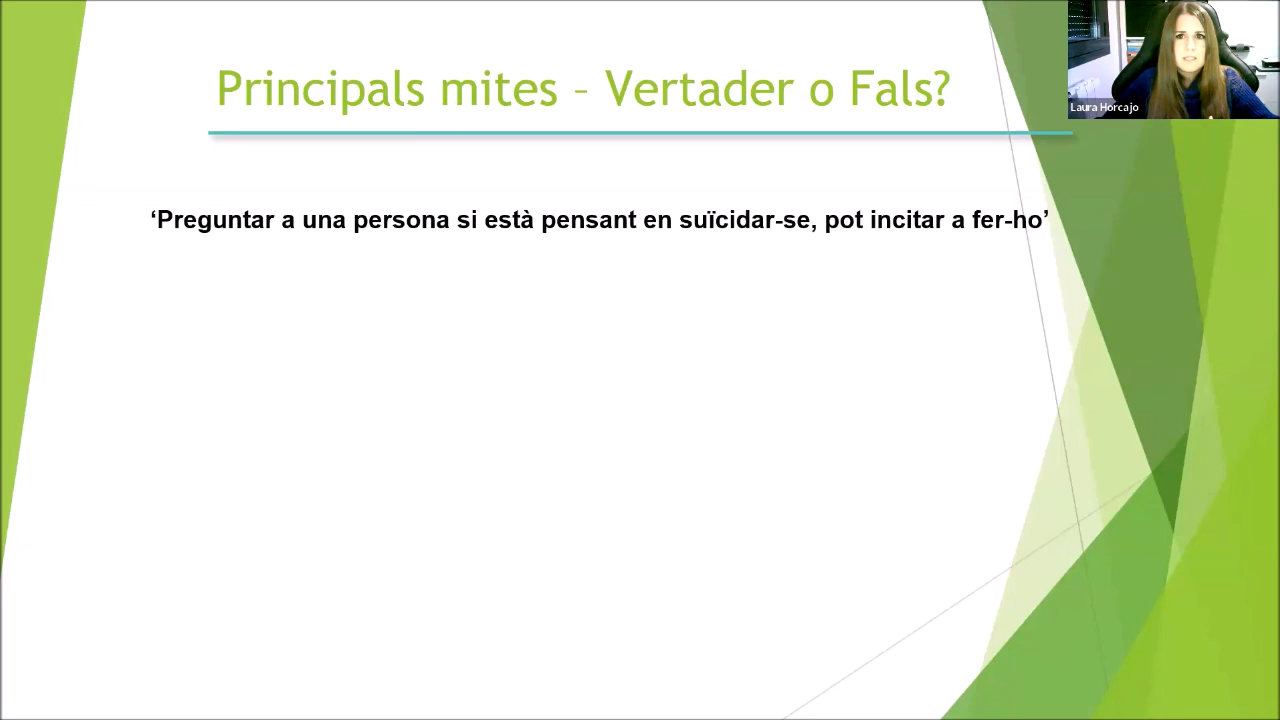 Principals mites – Vertader o Fals?
Laura Horcajo
‘Preguntar a una persona si està pensant en suïcidar-se, pot incitar a fer-ho’